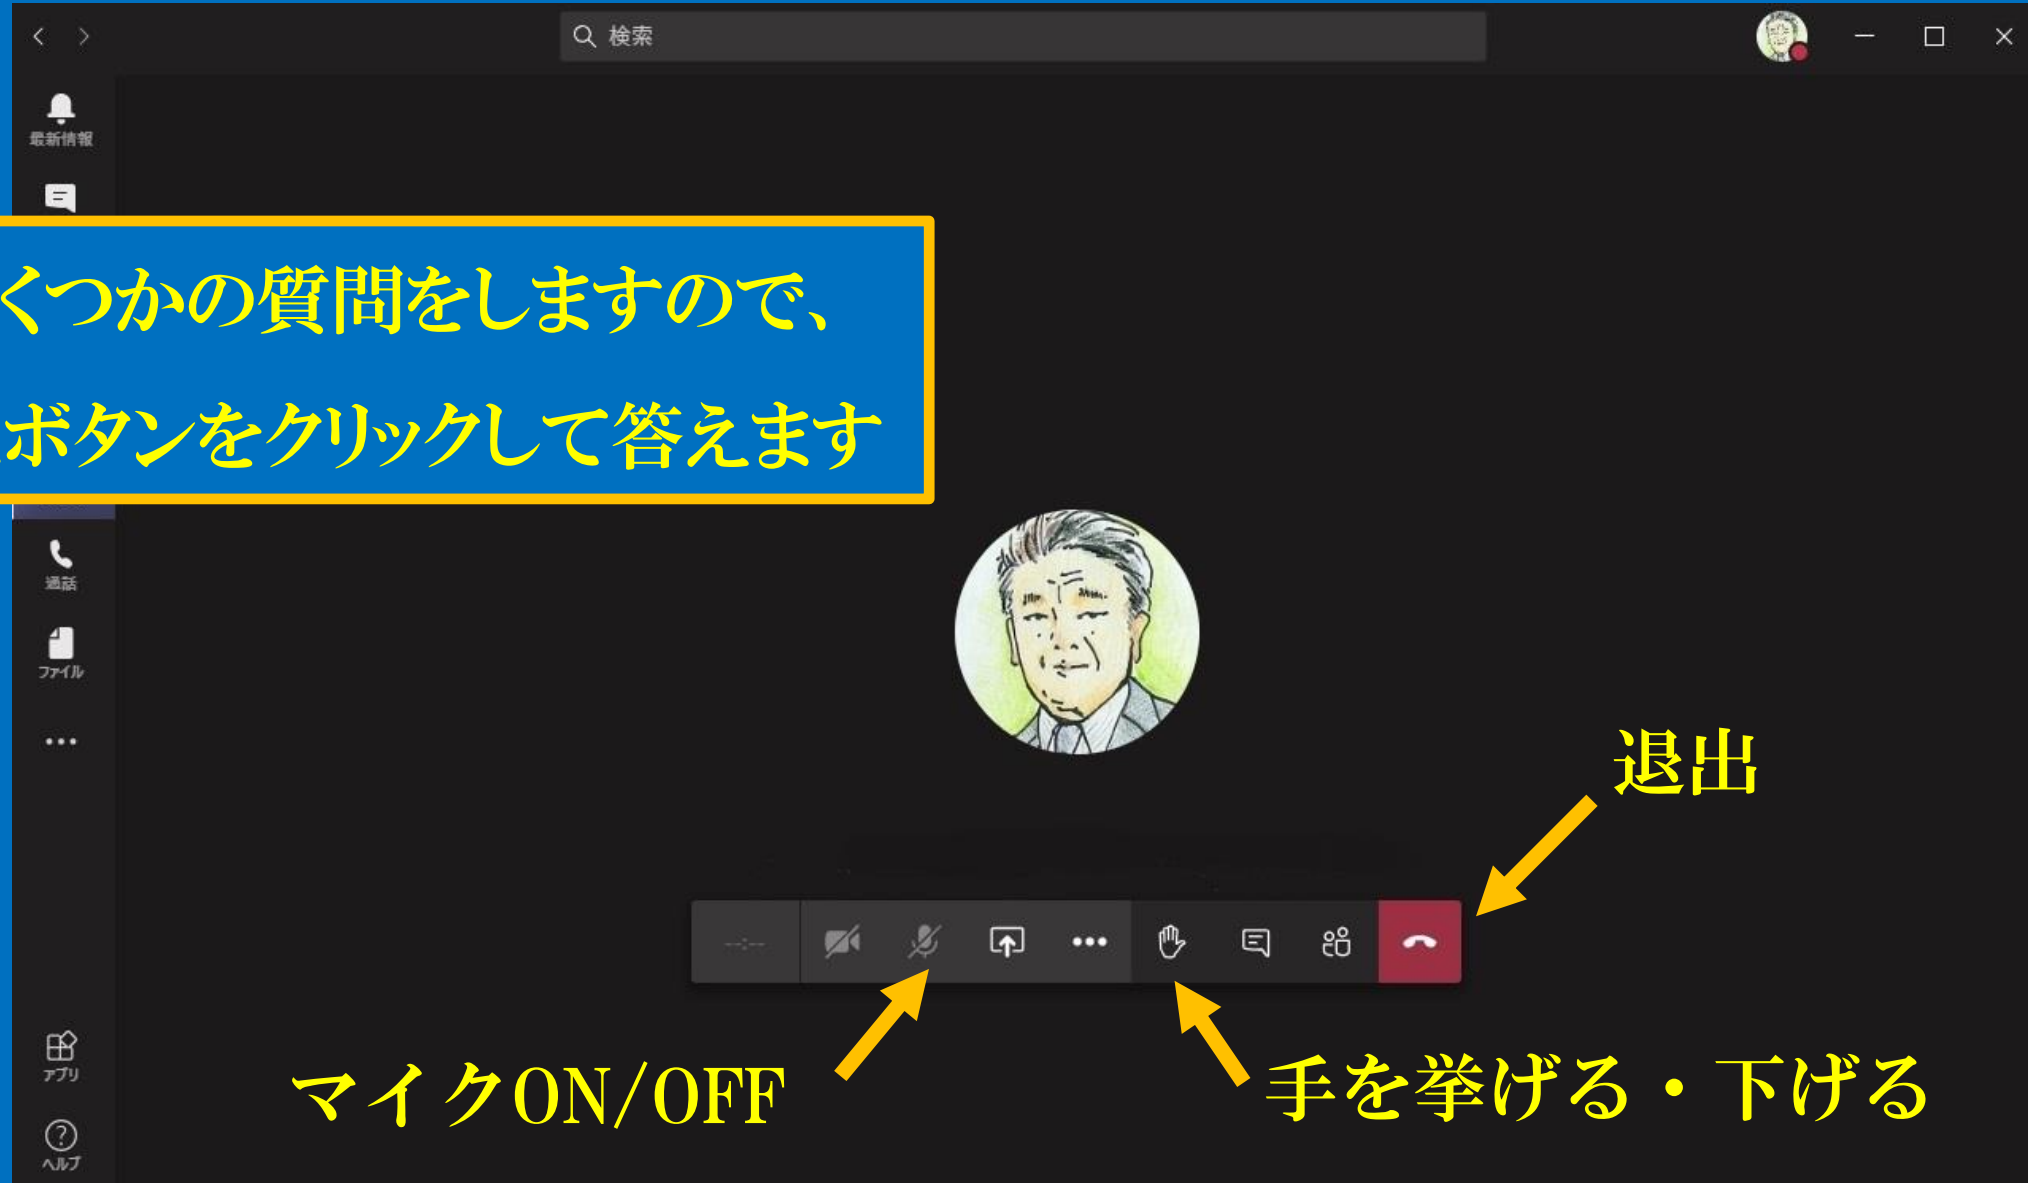 検索
最新情報
くつかの質問をしますので、
ボタンをクリックして答えます
通話
ファイル
退出
--:--
マイクON/OFF
手を挙げる・下げる
アプリ
ヘルプ